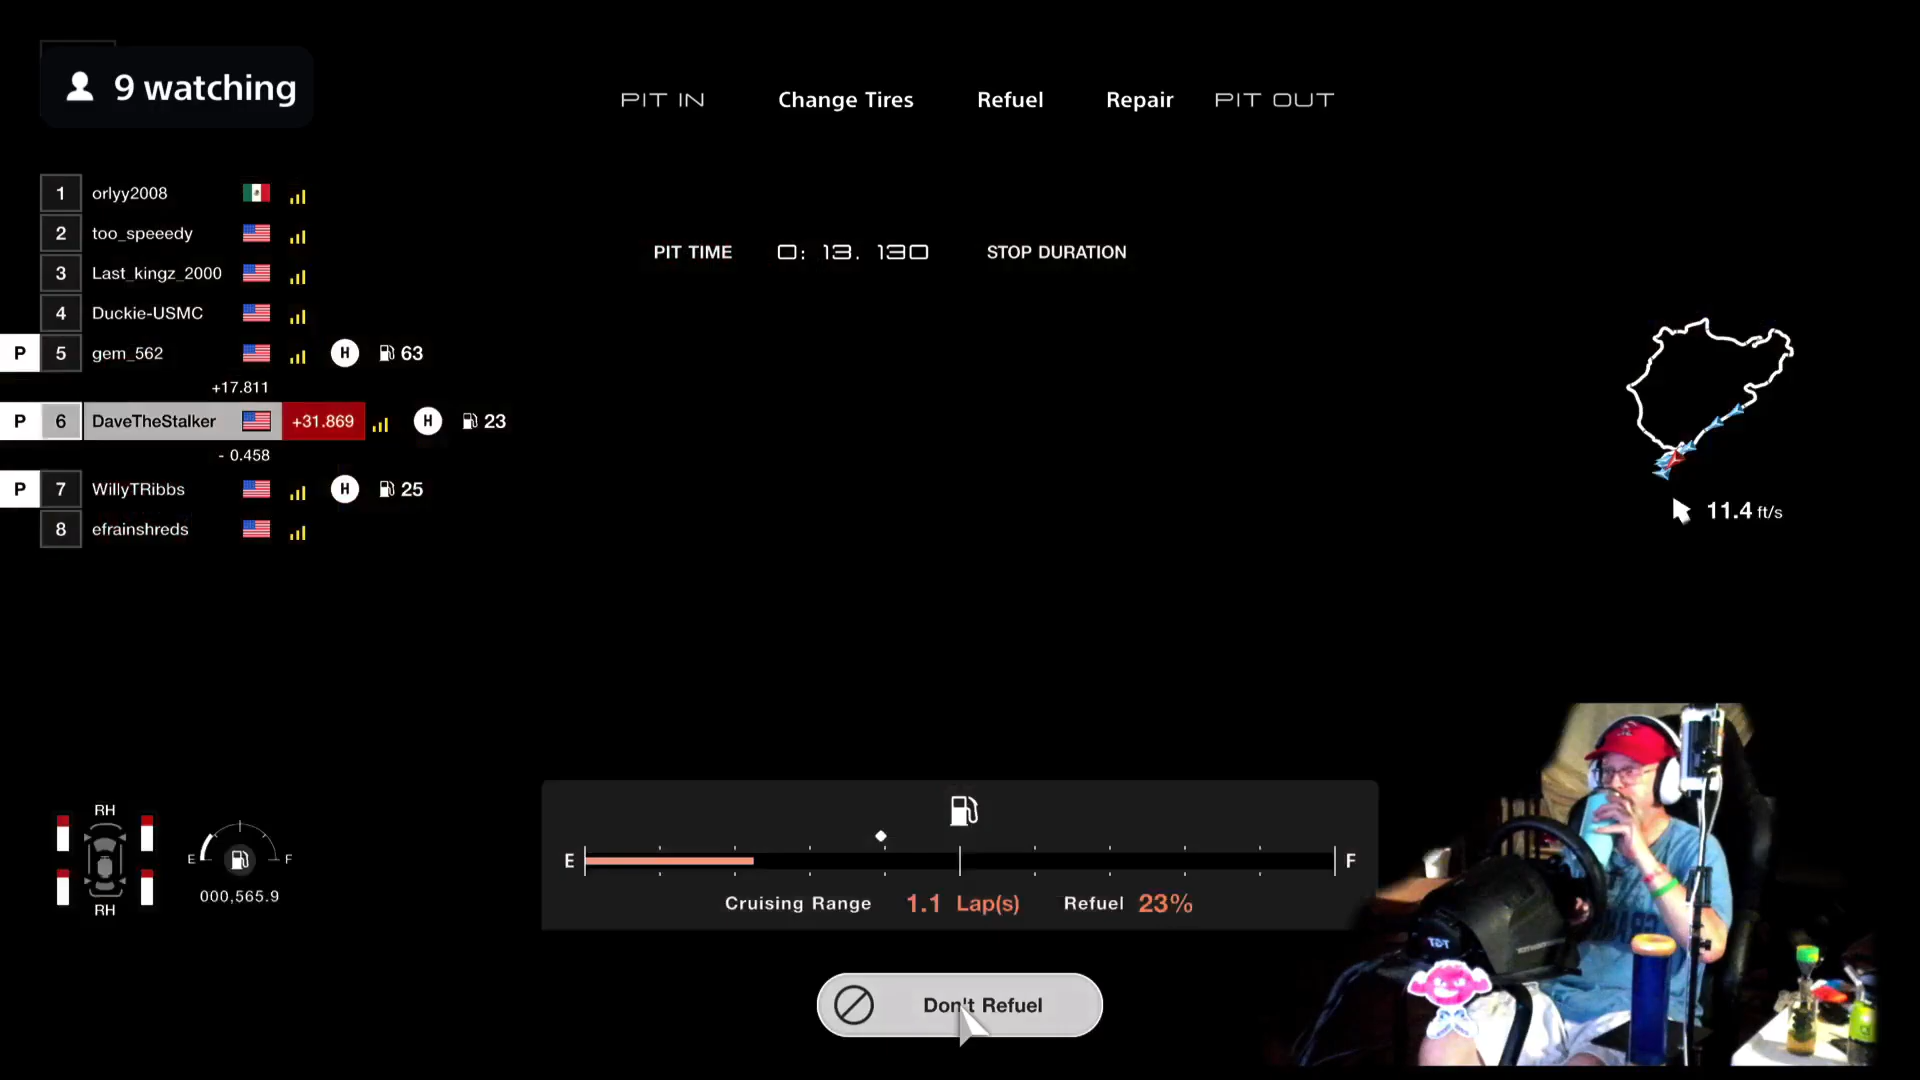 9 watching
PIT IN Change Tires Refuel Repair PIT OUT
1 orlyy2008
2 too_speeedy
PIT TIME 0: 13. 130 STOP DURATION
3 Last_kingz_2000
4 Duckie-USMC
P 5 gem_562 H 63
+17.811
P 6 DaveTheStalker +31.869 H 23
- 0.458
P 7 WillyTRibbs H 25
8 efrainshreds
11.4 ft/s
RH
E F
000,565.9
RH
E F
Cruising Range 1.1 Lap(s) Refuel 23%
Don't Refuel
TGT